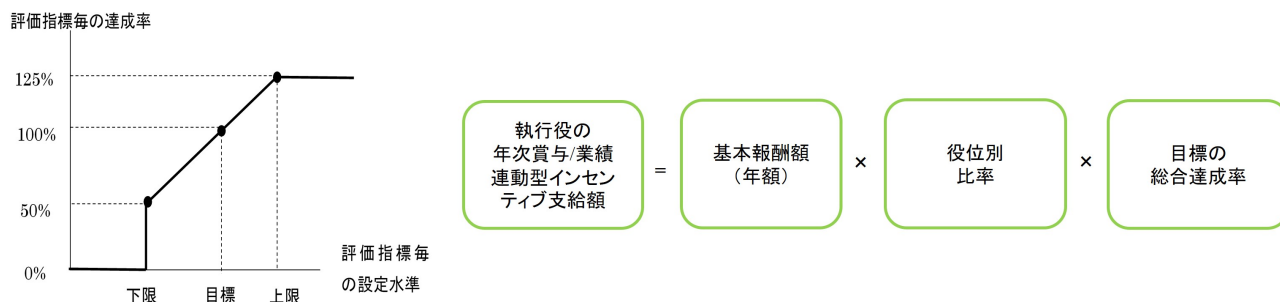 評価指標毎の達成率
125%
100%
50%
0%
下限
目標
上限
評価指標毎
の設定水準
執行役の
年次賞与/業績
連動型インセン
ティブ支給額
=
基本報酬額
（年額）
×
役位別
比率
×
目標の
総合達成率